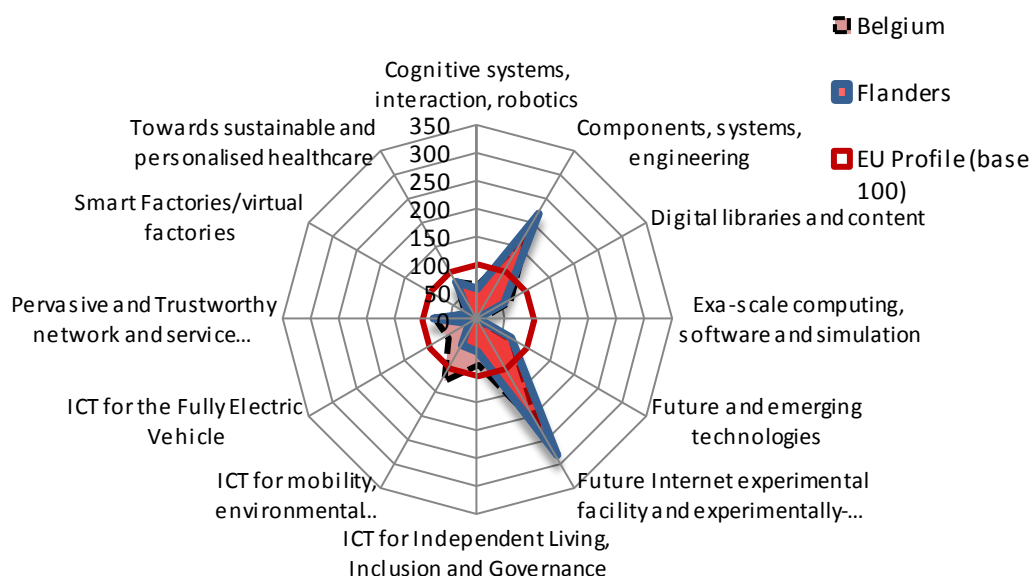 Belgium
Flanders
EU Profile (base
100)
Cognitive systems,
interaction, robotics
Components, systems,
engineering
Digital libraries and content
Exa-scale computing,
software and simulation
Future and emerging
technologies
Future Internet experimental
facility and experimentally-...
ICT for Independent Living,
Inclusion and Governance
ICT for mobility,
environmental...
ICT for the Fully Electric
Vehicle
Pervasive and Trustworthy
network and service...
Smart Factories/virtual
factories
Towards sustainable and
personalised healthcare
350
300
250
200
150
100
50
0